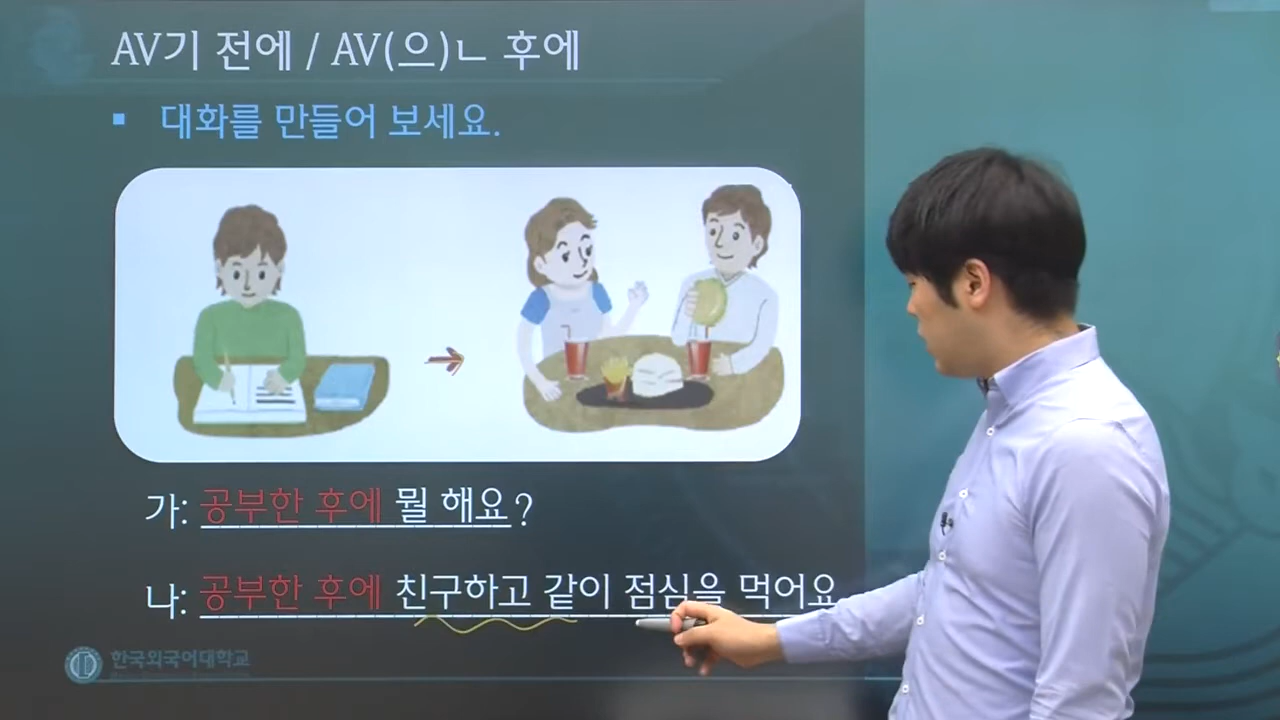 AV기 전에 / AV(으)ㄴ 후에
▪ 대화를 만들어 보세요.
가: 공부한 후에 뭘 해요?
나: 공부한 후에 친구하고 같이 점심을 먹어요
한국외국어대학교